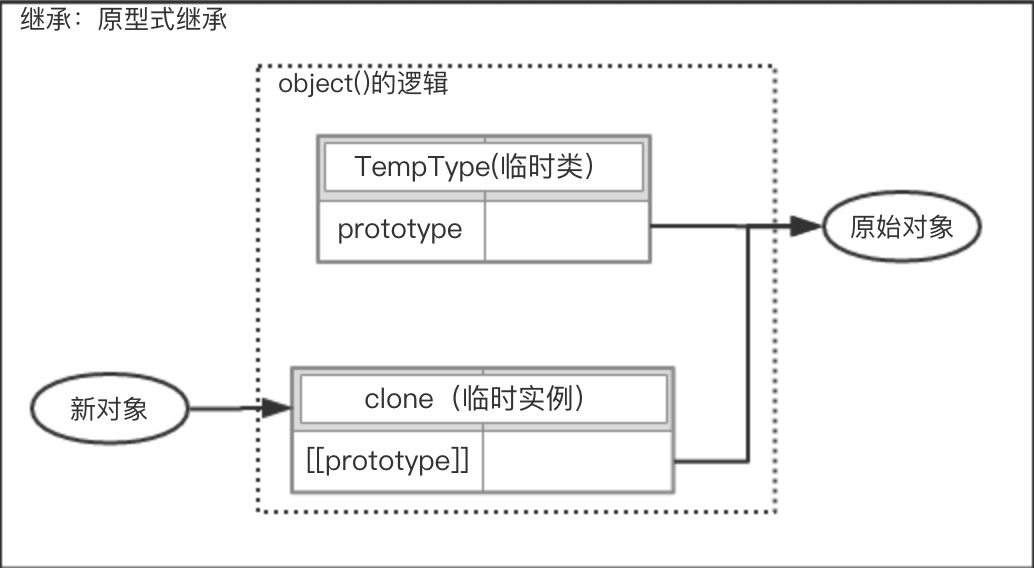 继承：原型式继承
object()的逻辑
TempType(临时类）
prototype
原始对象
新对象
clone（临时实例）
[[prototype]]